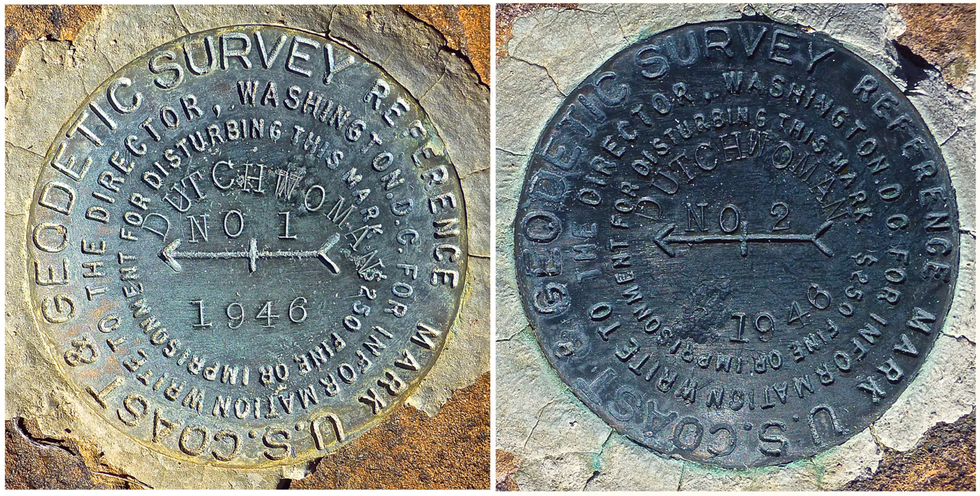 U.S. COAST & GEODETIC SURVEY REFERENCE MARK
WRITE TO THE DIRECTOR, WASHINGTON, D.C. FOR INFORMATION
$250 FINE OR IMPRISONMENT FOR DISTURBING THIS MARK
DUTCHWOMAN
NO 1
1946
U.S. COAST & GEODETIC SURVEY REFERENCE MARK
WRITE TO THE DIRECTOR, WASHINGTON, D.C. FOR INFORMATION
$250 FINE OR IMPRISONMENT FOR DISTURBING THIS MARK
DUTCHWOMAN
NO 2
1946